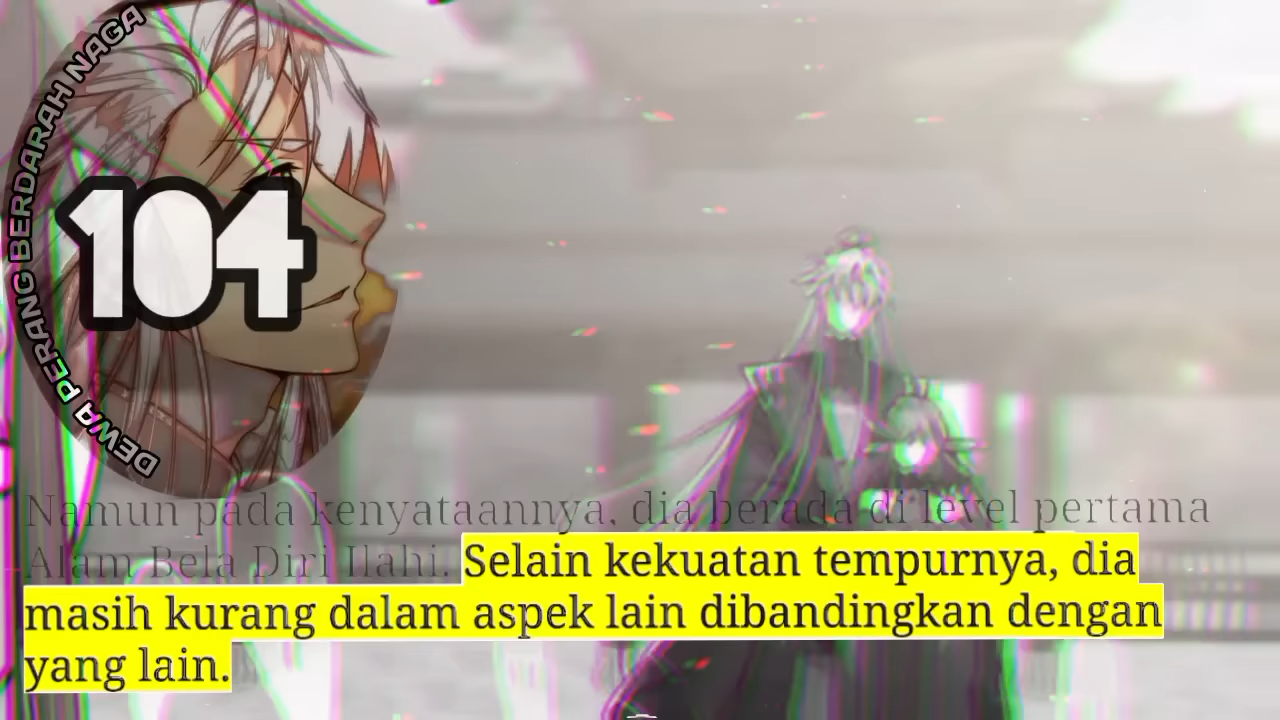 DEWA PERANG BERDARAH NAGA
104
Namun pada kenyataannya, dia berada di level pertama
Alam Bela Diri Ilahi. Selain kekuatan tempurnya, dia
masih kurang dalam aspek lain dibandingkan dengan
yang lain.